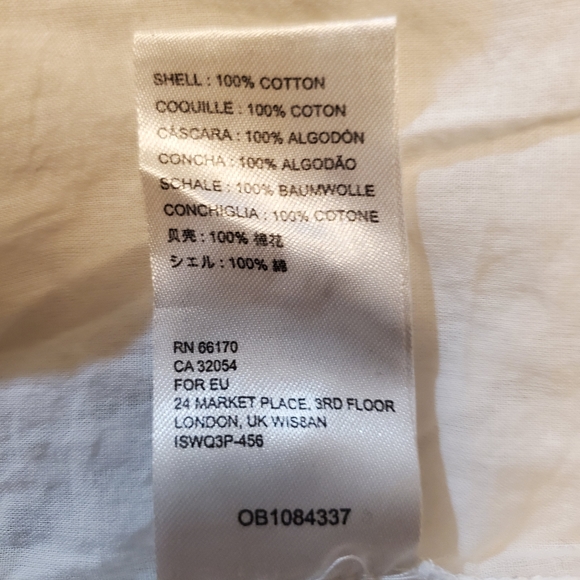 SHELL : 100% COTTON
COQUILLE : 100% COTON
CÁSCARA : 100% ALGODÓN
CONCHA : 100% ALGODÃO
SCHALE : 100% BAUMWOLLE
CONCHIGLIA : 100% COTONE
贝壳 : 100% 棉花
シェル : 100% 綿
RN 66170
CA 32054
FOR EU
24 MARKET PLACE, 3RD FLOOR
LONDON, UK WIS8AN
ISWQ3P-456
OB1084337